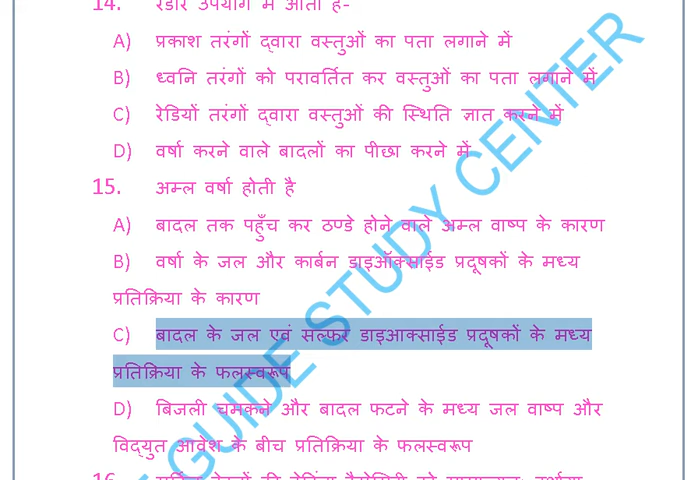 14. रडार उपयोग में आता है-
A) प्रकाश तरंगों द्वारा वस्तुओं का पता लगाने में
B) ध्वनि तरंगों को परावर्तित कर वस्तुओं का पता लगाने में
C) रेडियों तरंगों द्वारा वस्तुओं की स्थिति ज्ञात करने में
D) वर्षा करने वाले बादलों का पीछा करने में
15. अम्ल वर्षा होती है
A) बादल तक पहुँच कर ठण्डे होने वाले अम्ल वाष्प के कारण
B) वर्षा के जल और कार्बन डाइऑक्साईड प्रदूषकों के मध्य
प्रतिक्रिया के कारण
C) बादल के जल एवं सल्फर डाइआक्साईड प्रदूषकों के मध्य
प्रतिक्रिया के फलस्वरूप
D) बिजली चमकने और बादल फटने के मध्य जल वाष्प और
विद्युत आवेश के बीच प्रतिक्रिया के फलस्वरूप
16.
GUIDE STUDY CENTER